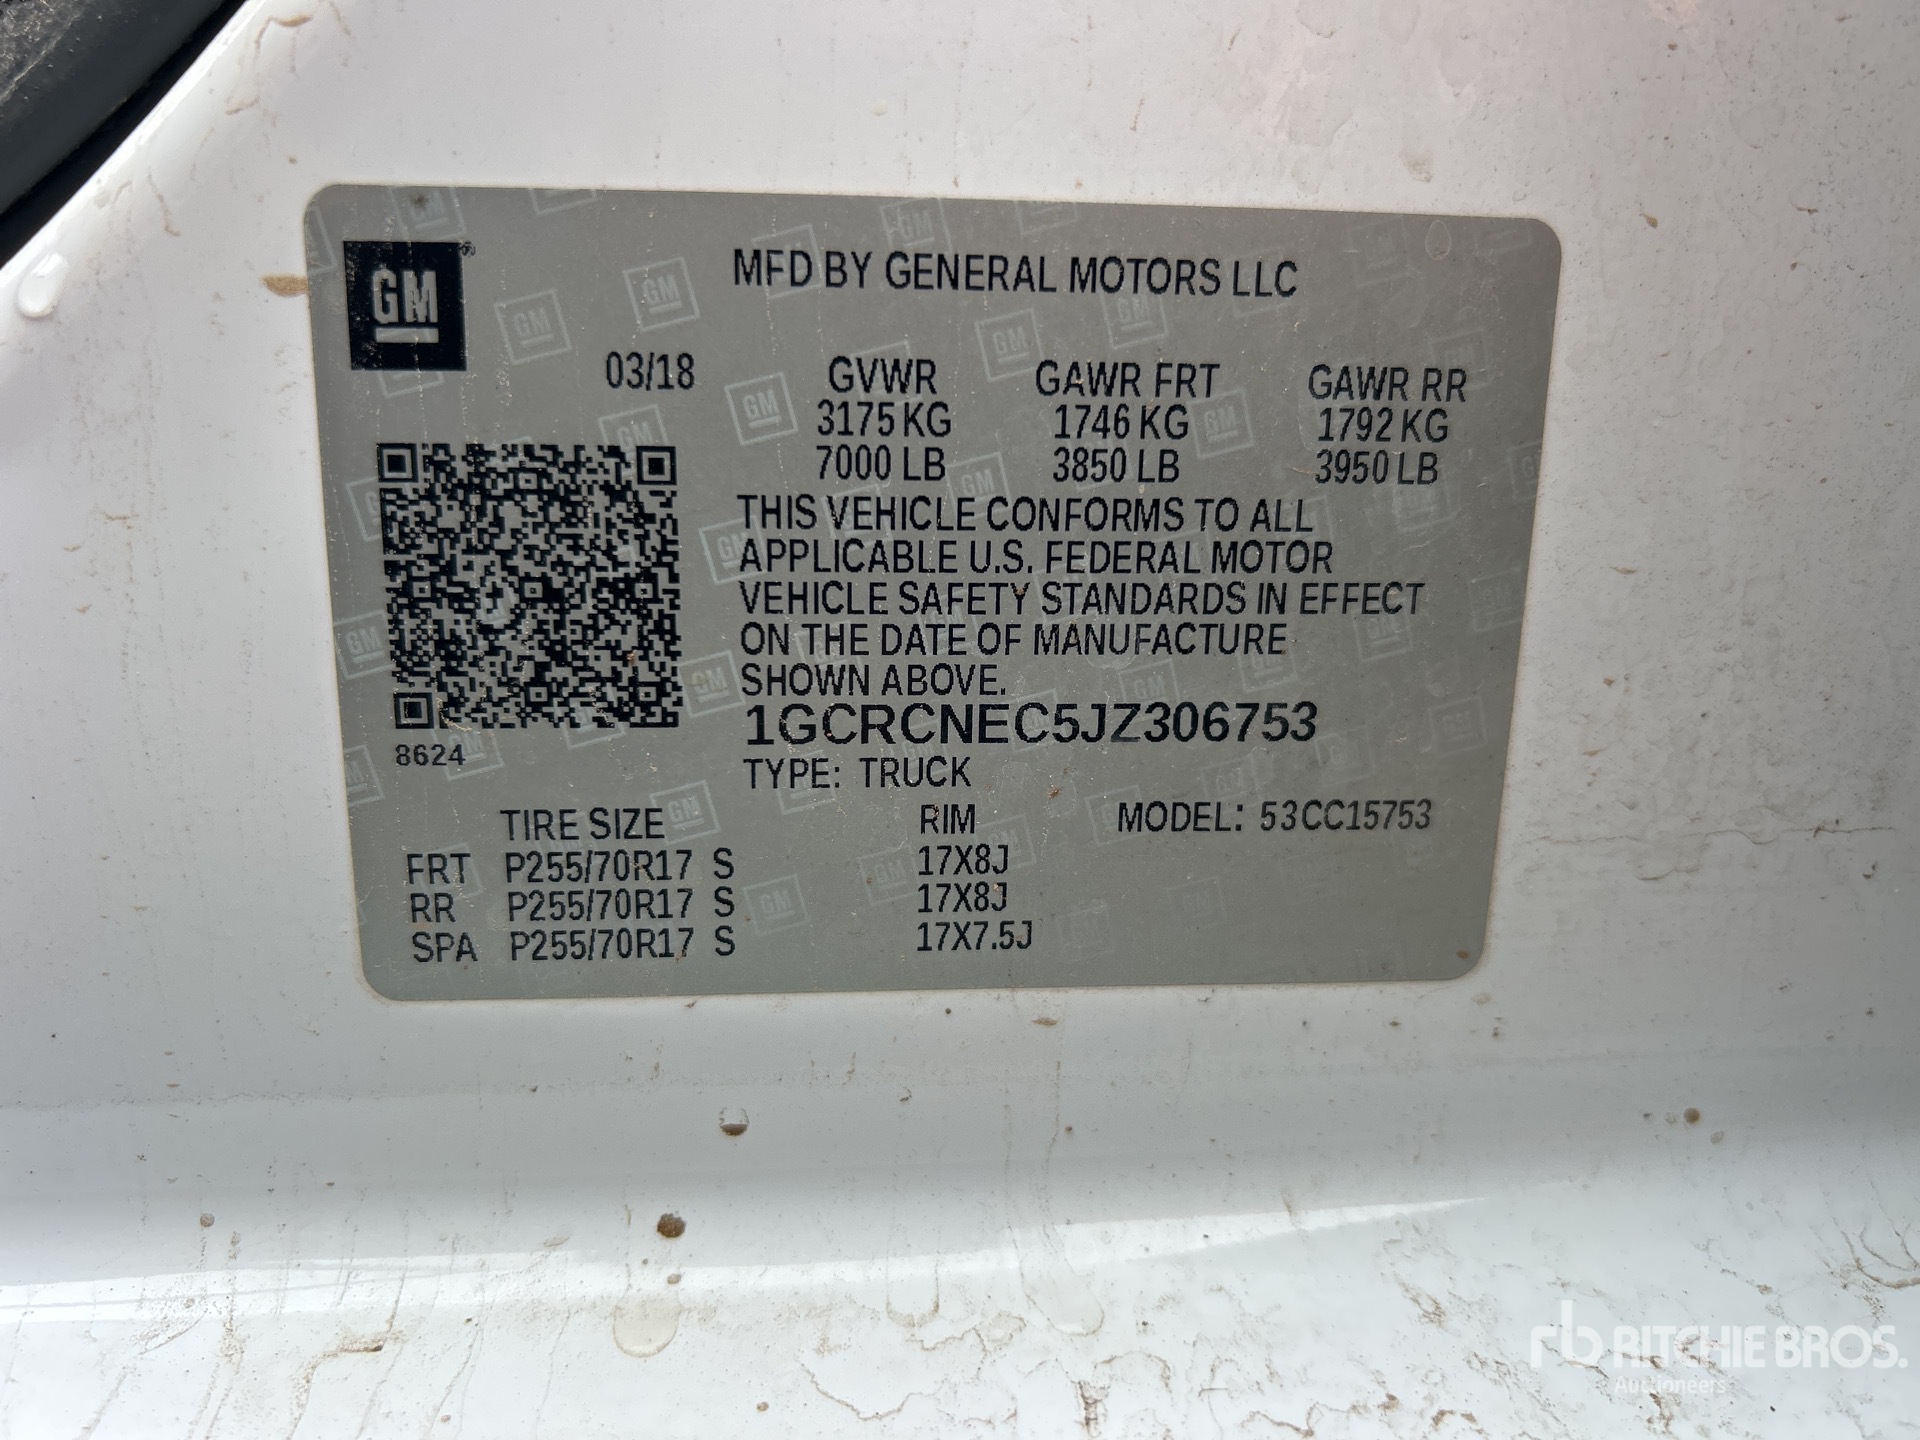 GM
MFD BY GENERAL MOTORS LLC
03/18 GVWR GAWR FRT GAWR RR
3175 KG 1746 KG 1792 KG
7000 LB 3850 LB 3950 LB
THIS VEHICLE CONFORMS TO ALL
APPLICABLE U.S. FEDERAL MOTOR
VEHICLE SAFETY STANDARDS IN EFFECT
ON THE DATE OF MANUFACTURE
SHOWN ABOVE.
1GCRCNEC5JZ306753
8624
TYPE: TRUCK
TIRE SIZE RIM MODEL: 53CC15753
FRT P255/70R17 S 17X8J
RR P255/70R17 S 17X8J
SPA P255/70R17 S 17X7.5J
rb RITCHIE BROS.
Auctioneers